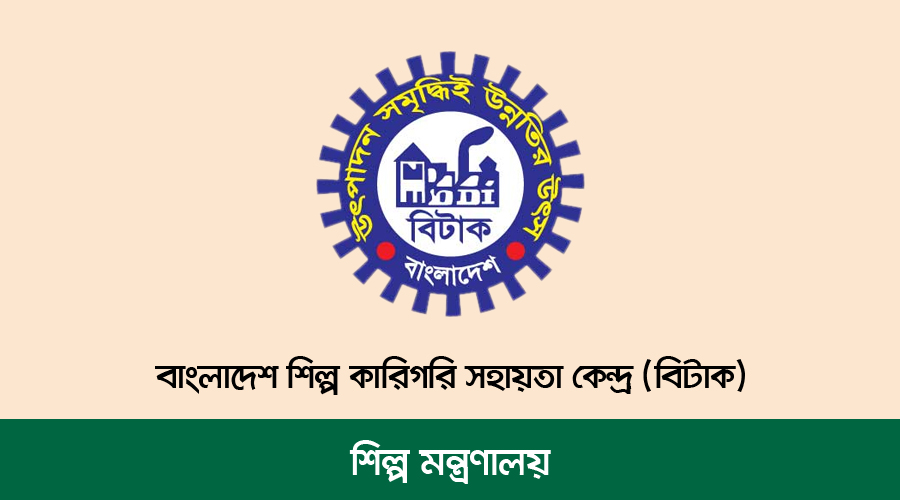 উৎপাদন সমৃদ্ধিই উন্নতির উৎস
বিটাক
বাংলাদেশ
বাংলাদেশ শিল্প কারিগরি সহায়তা কেন্দ্র (বিটাক)
শিল্প মন্ত্রণালয়